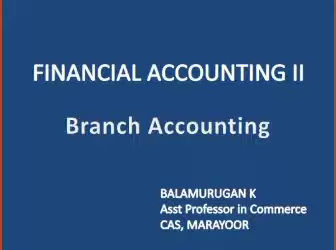 FINANCIAL ACCOUNTING II
Branch Accounting
BALAMURUGAN K
Asst Professor in Commerce
CAS, MARAYOOR